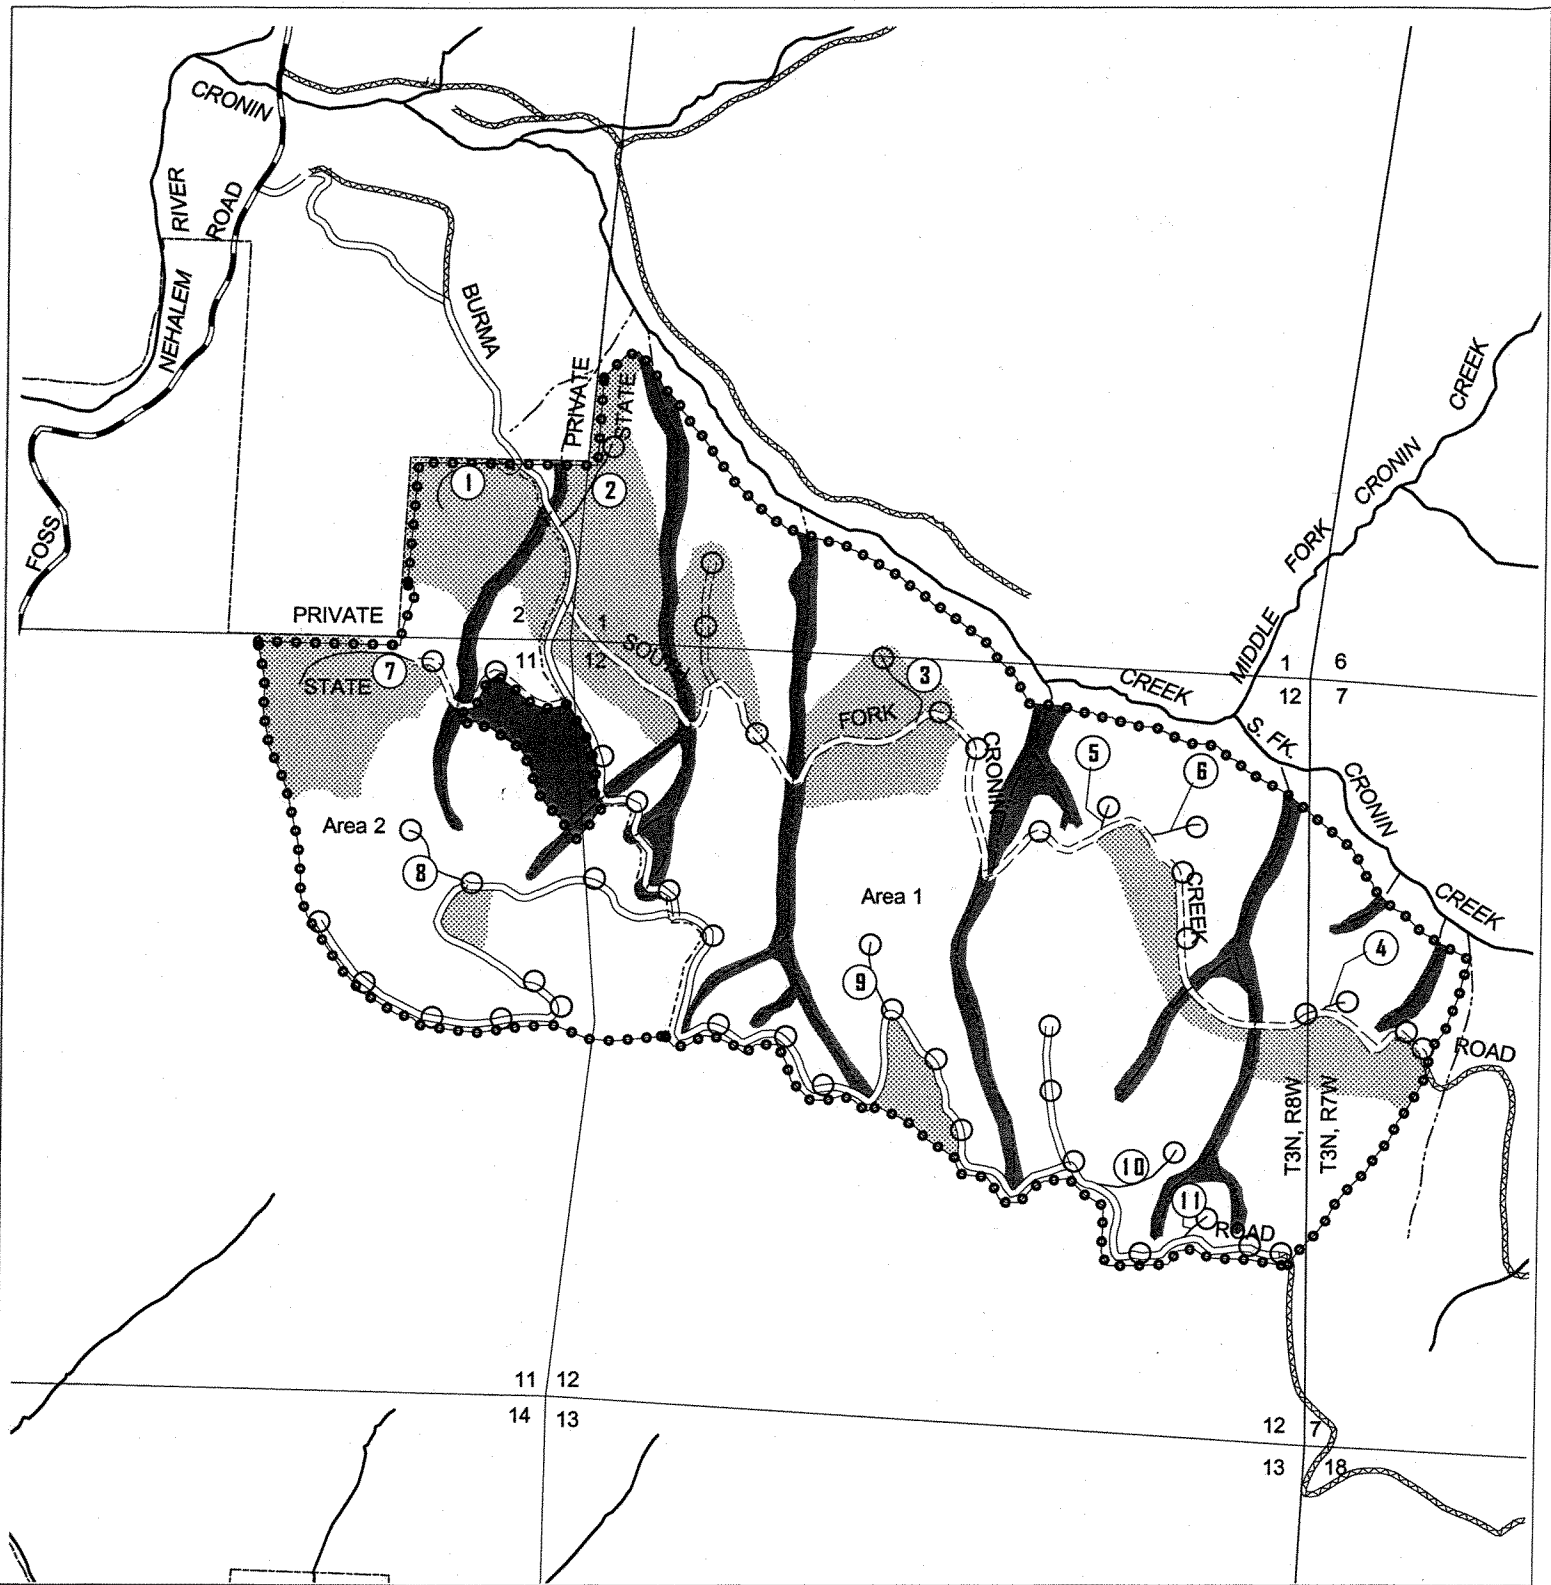 CRONIN
RIVER
ROAD
NEHALEM
BURMA
PRIVATE
STATE
CREEK
CRONIN
FORK
MIDDLE
1
2
FOSS
PRIVATE
2
1
SOUTH
11
12
7
STATE
3
FORK
CREEK
1
6
12
7
S. FK.
CRONIN
CREEK
CRONIN
5
6
Area 2
8
Area 1
CREEK
4
9
ROAD
T3N, R8W
T3N, R7W
10
11
ROAD
11
12
14
13
12
7
13
18